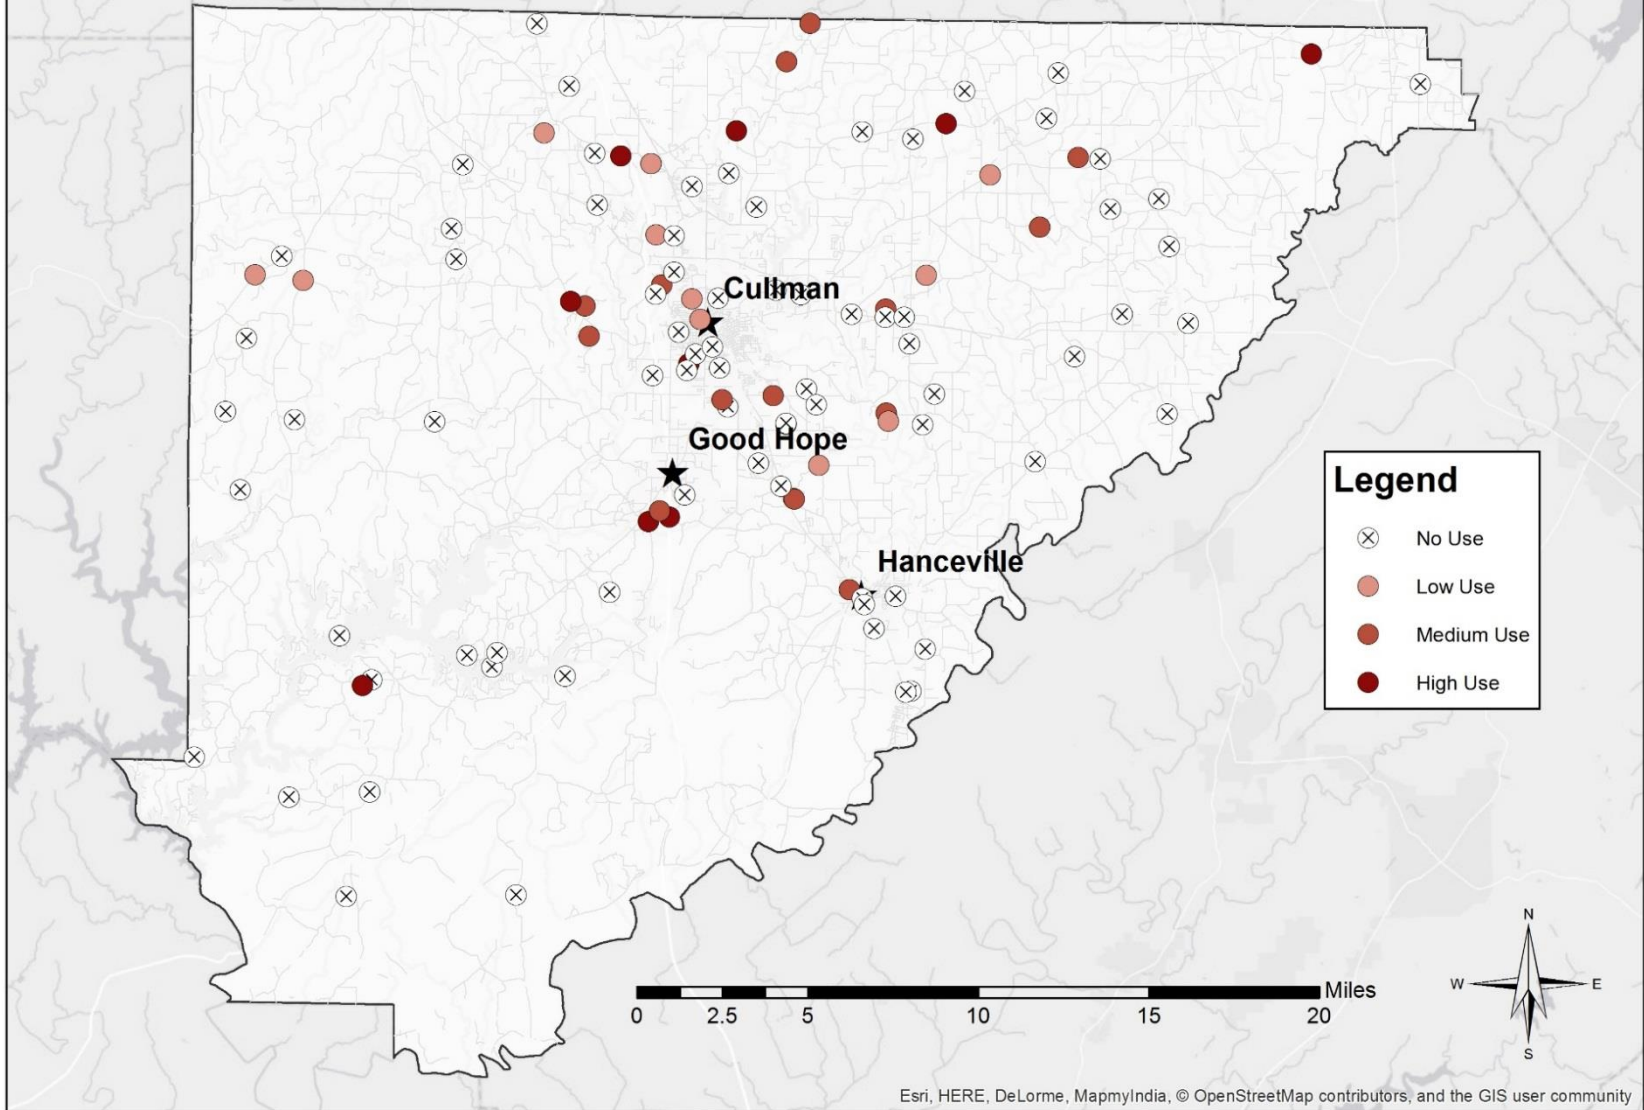 Cullman
Good Hope
Hanceville
Legend
No Use
Low Use
Medium Use
High Use
N
W E
S
Miles
0 2.5 5 10 15 20
Esri, HERE, DeLorme, MapmyIndia, © OpenStreetMap contributors, and the GIS user community